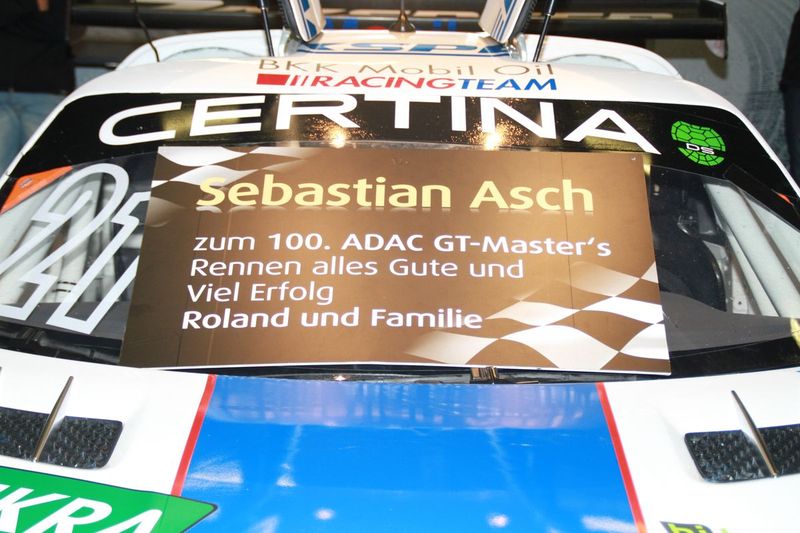 BKK Mobil Oil
RACINGTEAM
CERTINA
DS
21
Sebastian Asch
zum 100. ADAC GT-Master's
Rennen alles Gute und
Viel Erfolg
Roland und Familie